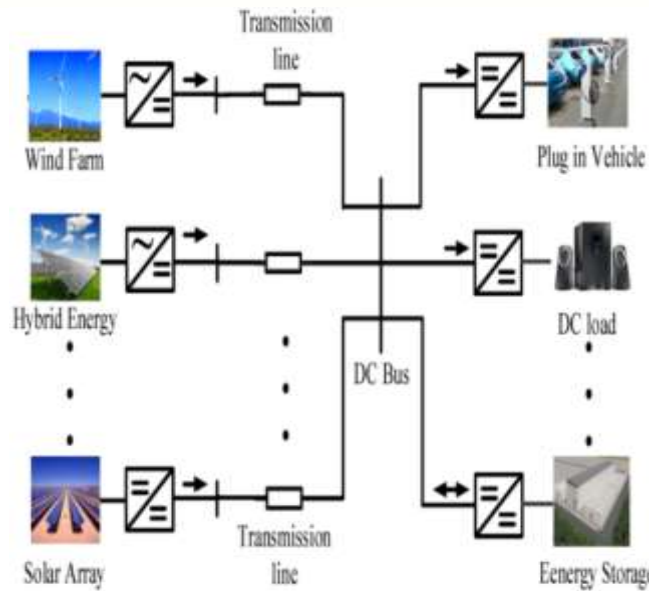 Transmission
line
Wind Farm
Plug in Vehicle
Hybrid Energy
DC load
DC Bus
Transmission
line
Solar Array
Eenergy Storage